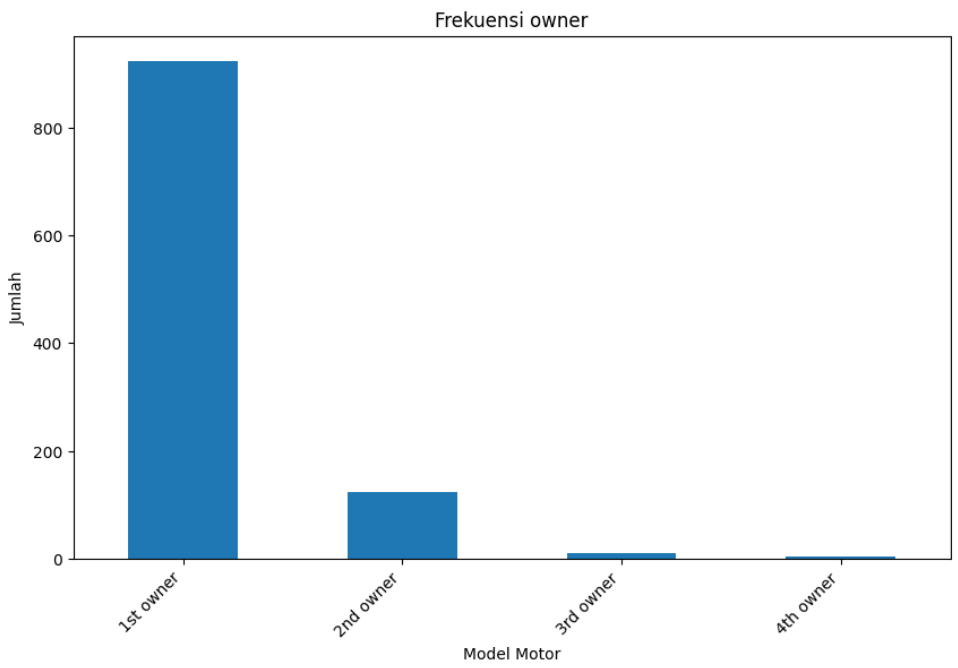 Frekuensi owner
Jumlah
800
600
400
200
0
1st owner
2nd owner
3rd owner
4th owner
Model Motor